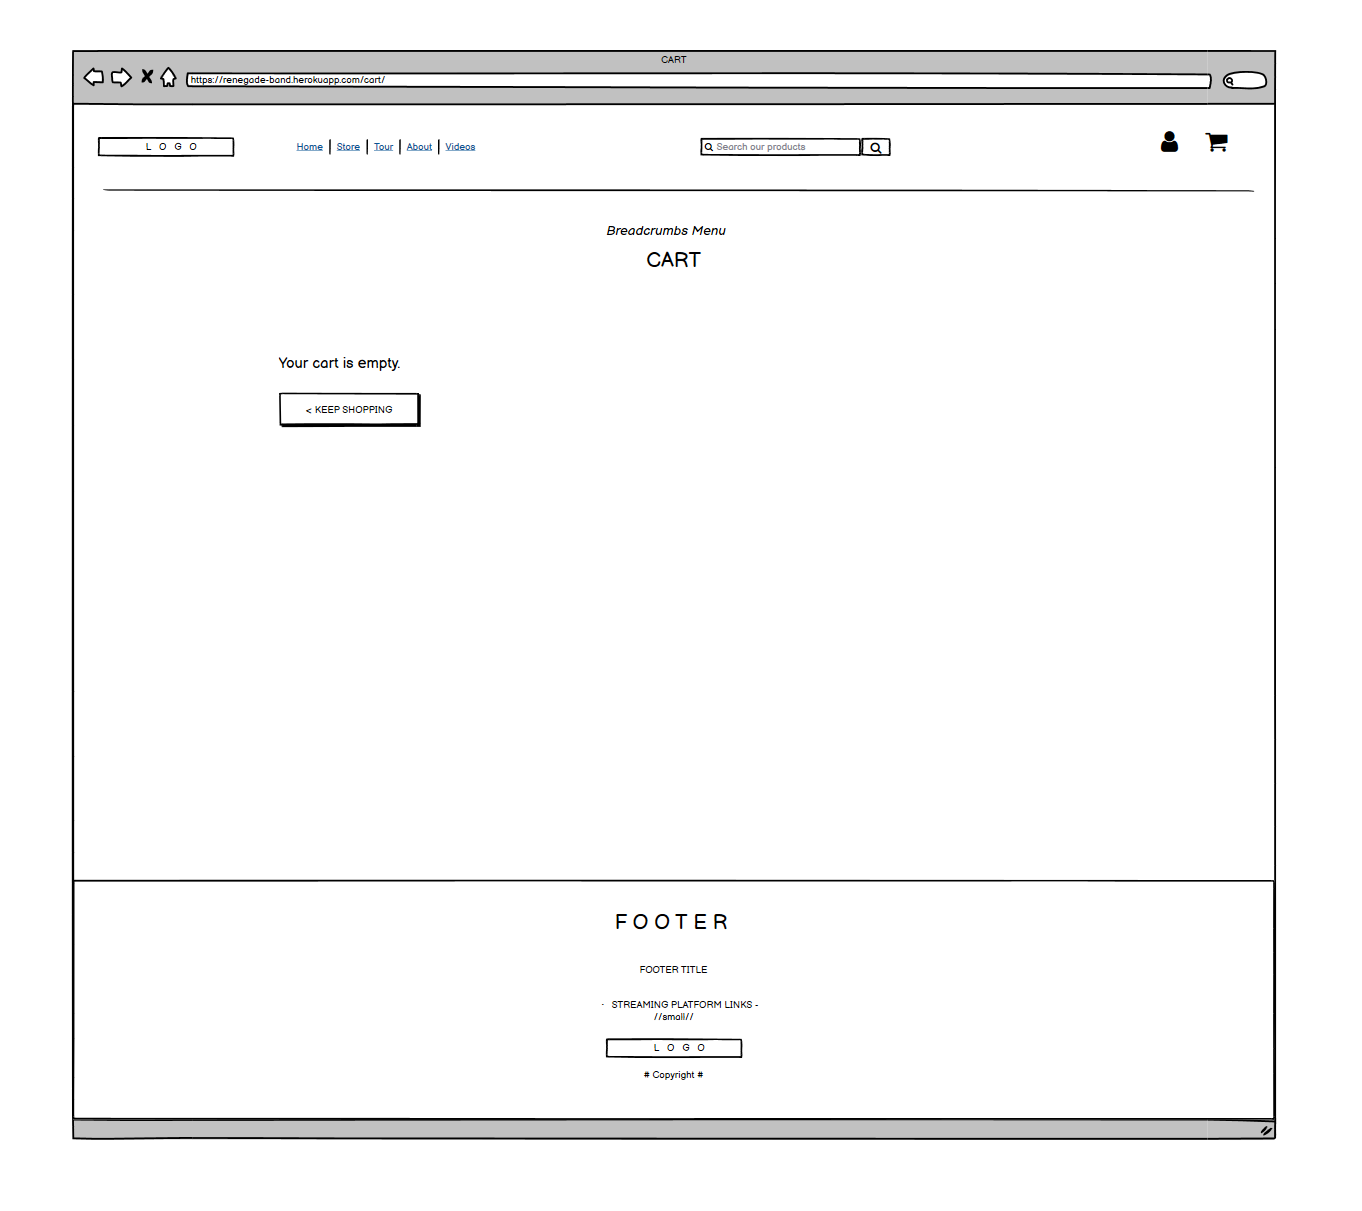 CART
https://renegade-band.herokuapp.com/cart/
L O G O
Home | Store | Tour | About | Videos
Search our products
Breadcrumbs Menu
CART
Your cart is empty.
< KEEP SHOPPING
F O O T E R
FOOTER TITLE
· STREAMING PLATFORM LINKS -
//small//
L O G O
# Copyright #